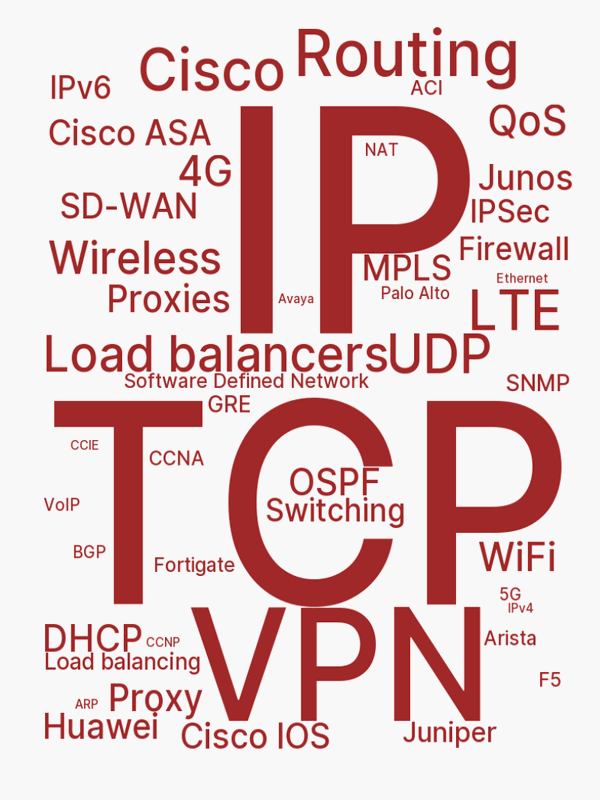 Routing
Cisco
IPv6
ACI
IP
QoS
Cisco ASA
NAT
4G
Junos
SD-WAN
IPSec
Wireless
Firewall
MPLS
Ethernet
Palo Alto
Proxies
Avaya
LTE
Load balancers
UDP
Software Defined Network
SNMP
GRE
TCP
CCIE
CCNA
OSPF
Switching
VoIP
BGP
Fortigate
WiFi
5G
IPv4
VPN
DHCP
CCNP
Arista
Load balancing
F5
ARP
Proxy
Huawei
Cisco IOS
Juniper